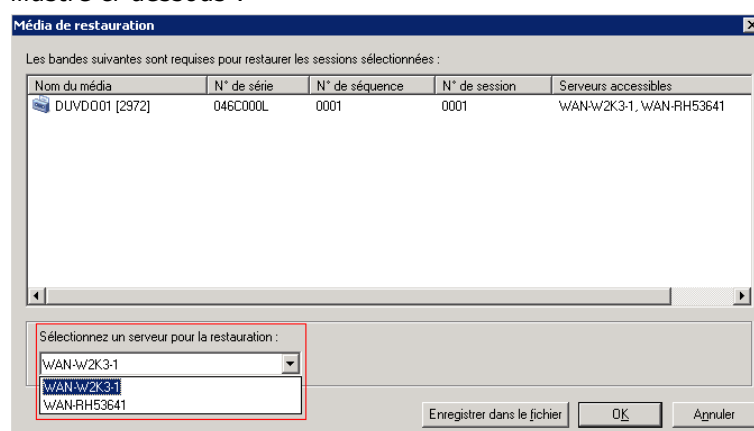 Média de restauration
Les bandes suivantes sont requises pour restaurer les sessions sélectionnées :
Nom du média N° de série N° de séquence N° de session Serveurs accessibles
DUVDO01 [2972] 046C000L 0001 0001 WAN-W2K3-1, WAN-RH53641
Sélectionnez un serveur pour la restauration :
WAN-W2K3-1
WAN-W2K3-1
WAN-RH53641
Enregistrer dans le fichier OK Annuler